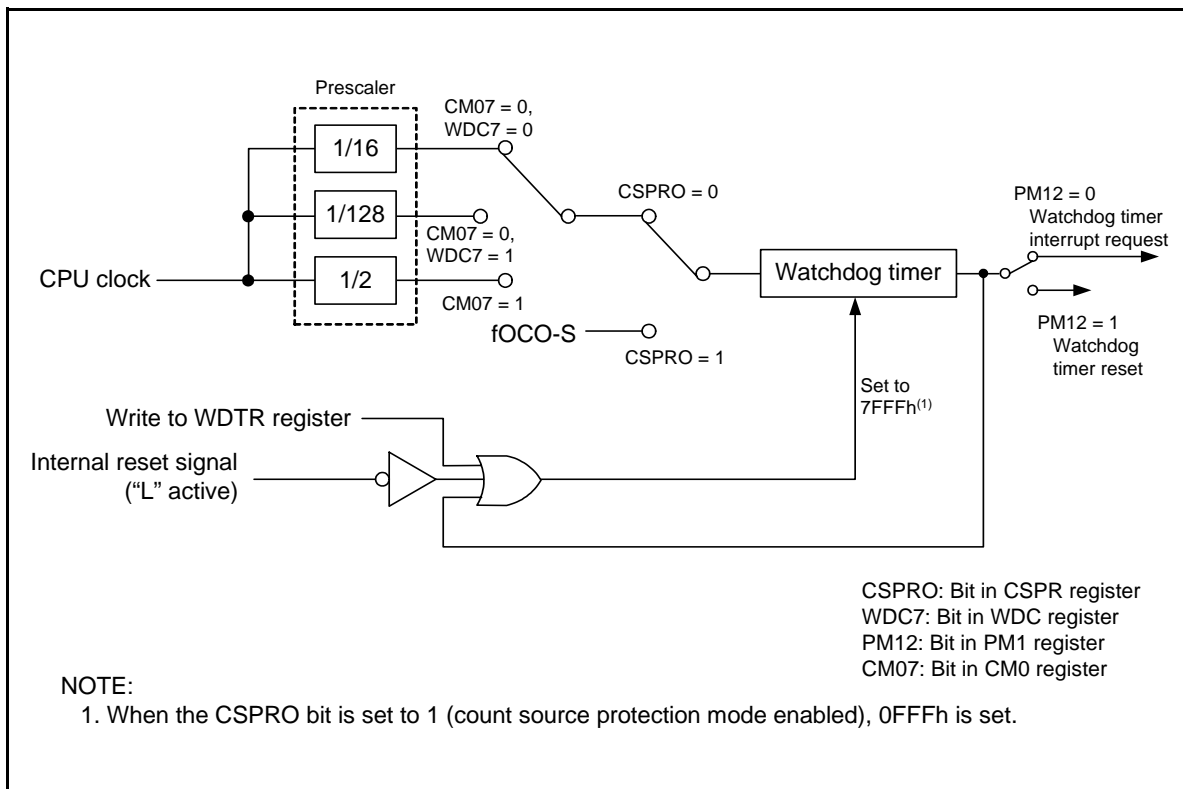 Prescaler
CM07 = 0,
WDC7 = 0
1/16
CSPRO = 0
PM12 = 0
Watchdog timer
interrupt request
1/128
CM07 = 0,
WDC7 = 1
CPU clock
1/2
Watchdog timer
CM07 = 1
fOCO-S
CSPRO = 1
PM12 = 1
Watchdog
timer reset
Set to
7FFFh(1)
Write to WDTR register
Internal reset signal
(“L” active)
CSPRO: Bit in CSPR register
WDC7: Bit in WDC register
PM12: Bit in PM1 register
CM07: Bit in CM0 register
NOTE:
1. When the CSPRO bit is set to 1 (count source protection mode enabled), 0FFFh is set.